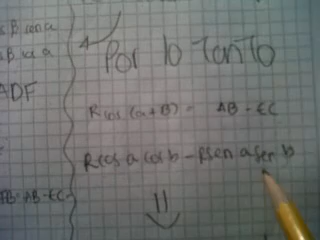 Por lo TanTo
Rcos (a+B) = AB - EC
Rcos a cos b - Rsen a sen b
ADF